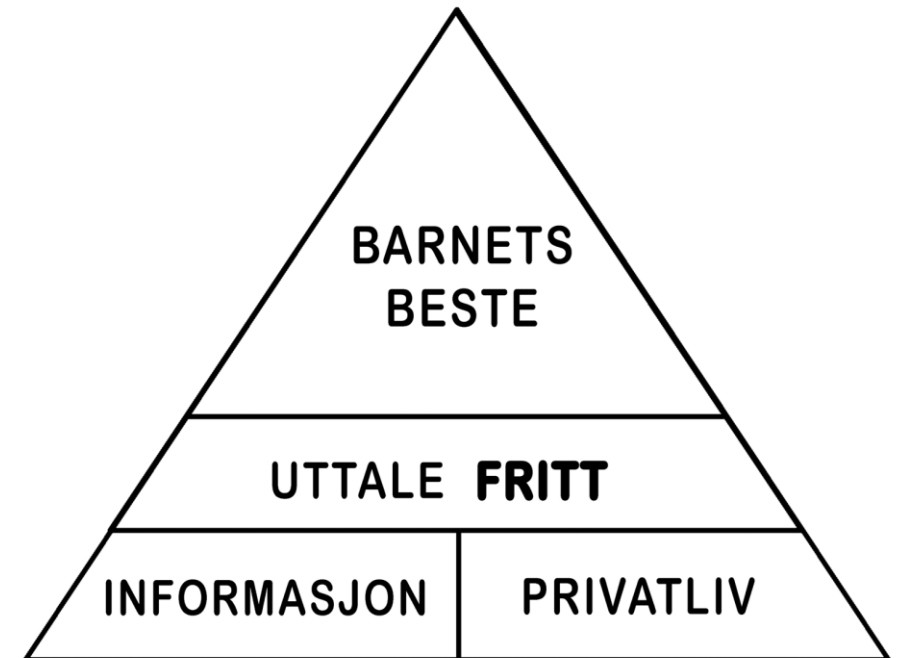 BARNETS
BESTE
UTTALE FRITT
INFORMASJON
PRIVATLIV